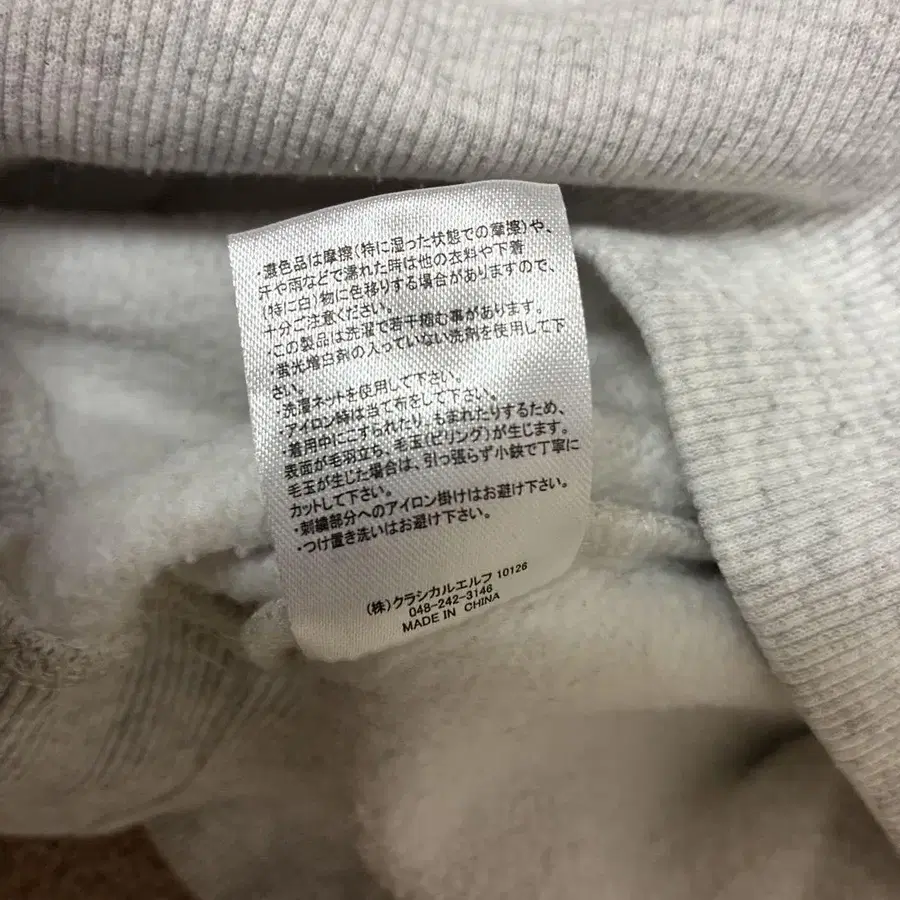 ・濃色品は摩擦(特に湿った状態での摩擦)や、
汗や雨などで濡れた時は他の衣料や下着
(特に白)物に色移りする場合がありますので、
十分ご注意ください。
・この製品は洗濯で若干縮む事があります。
・蛍光増白剤の入っていない洗剤を使用して下
さい。
・洗濯ネットを使用して下さい。
・アイロン時は当て布をして下さい。
・着用中にこすられたり、もまれたりするため、
表面が毛羽立ち、毛玉(ピリング)が生じます。
毛玉が生じた場合は、引っ張らず小鋏で丁寧に
カットして下さい。
・刺繍部分へのアイロン掛けはお避け下さい。
・つけ置き洗いはお避け下さい。
(株)クラシカルエルフ 10126
048-242-3146
MADE IN CHINA